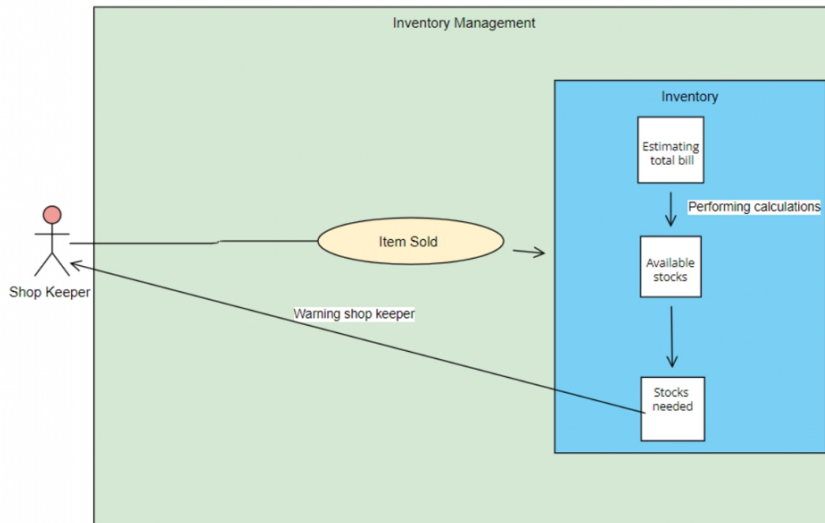 Inventory Management
Inventory
Estimating
total bill
Performing calculations
Item Sold
Available
stocks
Shop Keeper
Warning shop keeper
Stocks
needed